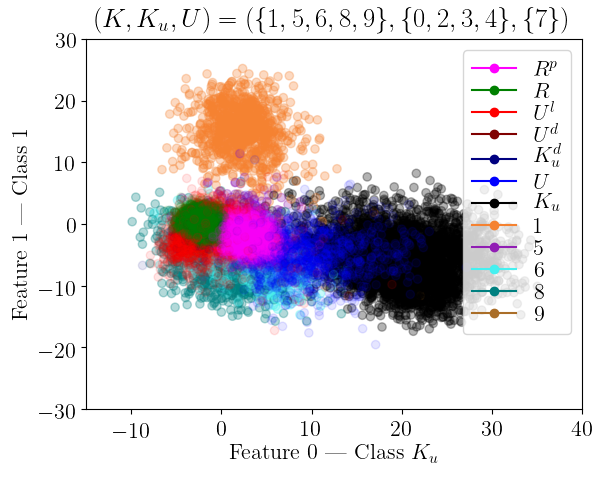 (K, K_u, U) = ({1, 5, 6, 8, 9}, {0, 2, 3, 4}, {7})
Feature 1 — Class 1
30
20
10
0
−10
−20
−30
−10
0
10
20
30
40
Feature 0 — Class K_u
R^p
R
U^l
U^d
K_u^d
U
K_u
1
5
6
8
9